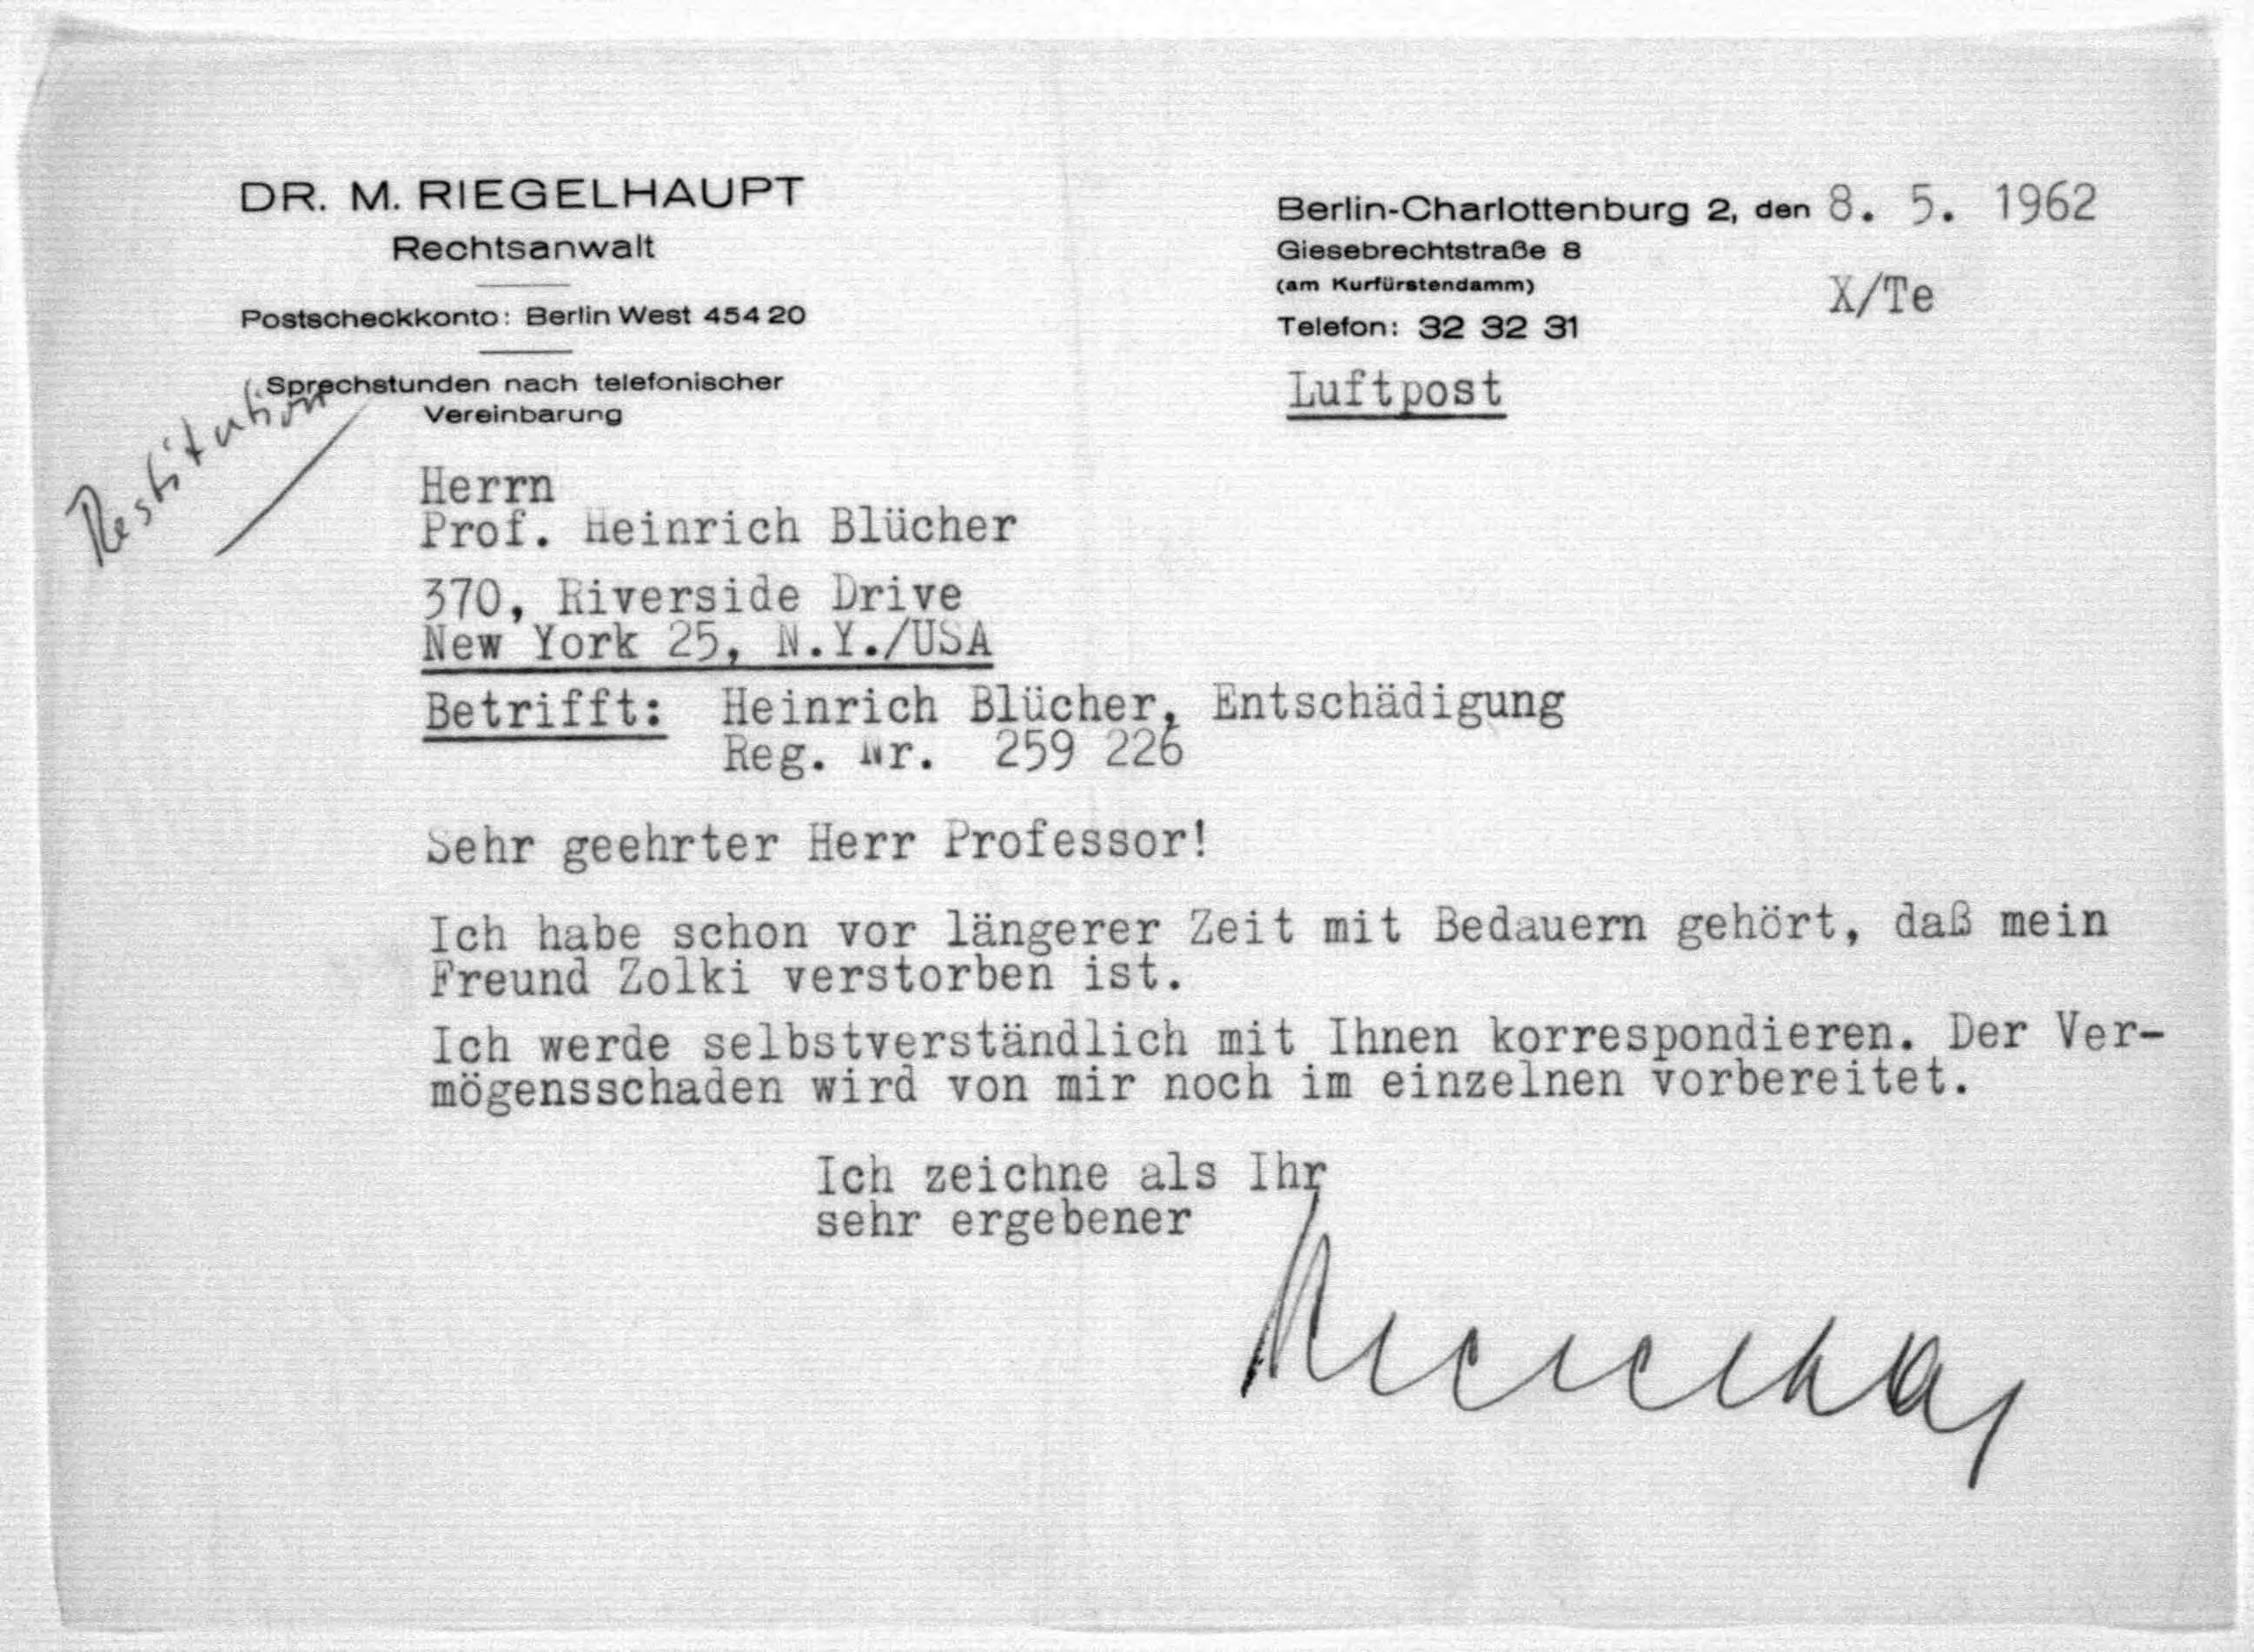 DR. M. RIEGELHAUPT
Rechtsanwalt
Postscheckkonto: Berlin West 454 20
Sprechstunden nach telefonischer
Vereinbarung
Berlin-Charlottenburg 2, den 8. 5. 1962
Giesebrechtstraße 8
(am Kurfürstendamm)
X/Te
Telefon: 32 32 31
Luftpost
Restitution
Herrn
Prof. Heinrich Blücher
370, Riverside Drive
New York 25, N.Y./USA
Betrifft: Heinrich Blücher, Entschädigung
Reg. Nr. 259 226
Sehr geehrter Herr Professor!
Ich habe schon vor längerer Zeit mit Bedauern gehört, daß mein
Freund Zolki verstorben ist.
Ich werde selbstverständlich mit Ihnen korrespondieren. Der Ver-
mögensschaden wird von mir noch im einzelnen vorbereitet.
Ich zeichne als Ihr
sehr ergebener